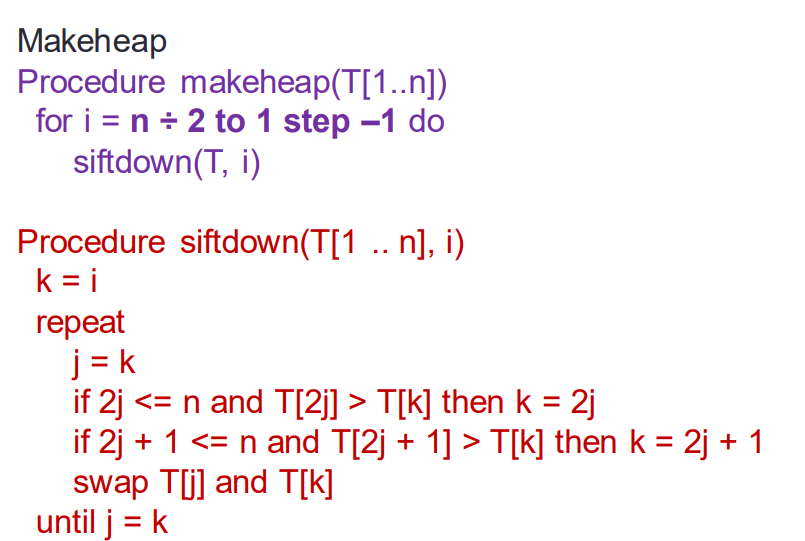 Makeheap
Procedure makeheap(T[1..n])
for i = n ÷ 2 to 1 step –1 do
siftdown(T, i)
Procedure siftdown(T[1 .. n], i)
k = i
repeat
j = k
if 2j <= n and T[2j] > T[k] then k = 2j
if 2j + 1 <= n and T[2j + 1] > T[k] then k = 2j + 1
swap T[j] and T[k]
until j = k